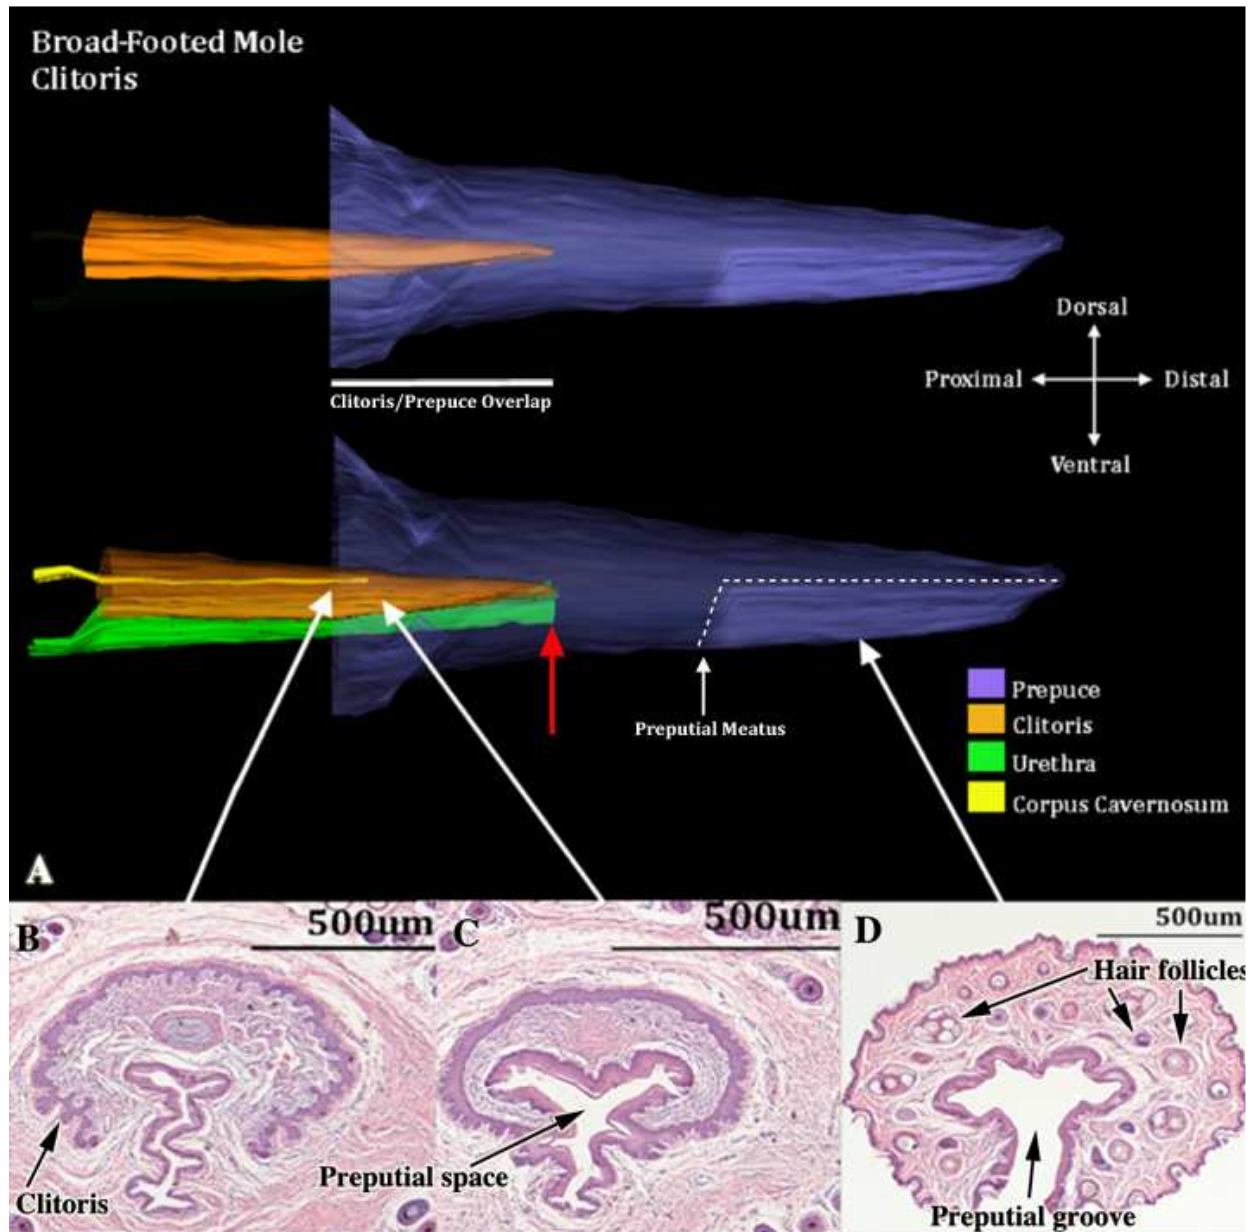 Broad-Footed Mole
Clitoris
Dorsal
Proximal
Distal
Ventral
Clitoris/Prepuce Overlap
Preputial Meatus
Prepuce
Clitoris
Urethra
Corpus Cavernosum
A
B
500um
C
500um
D
500um
Hair follicles
Clitoris
Preputial space
Preputial groove